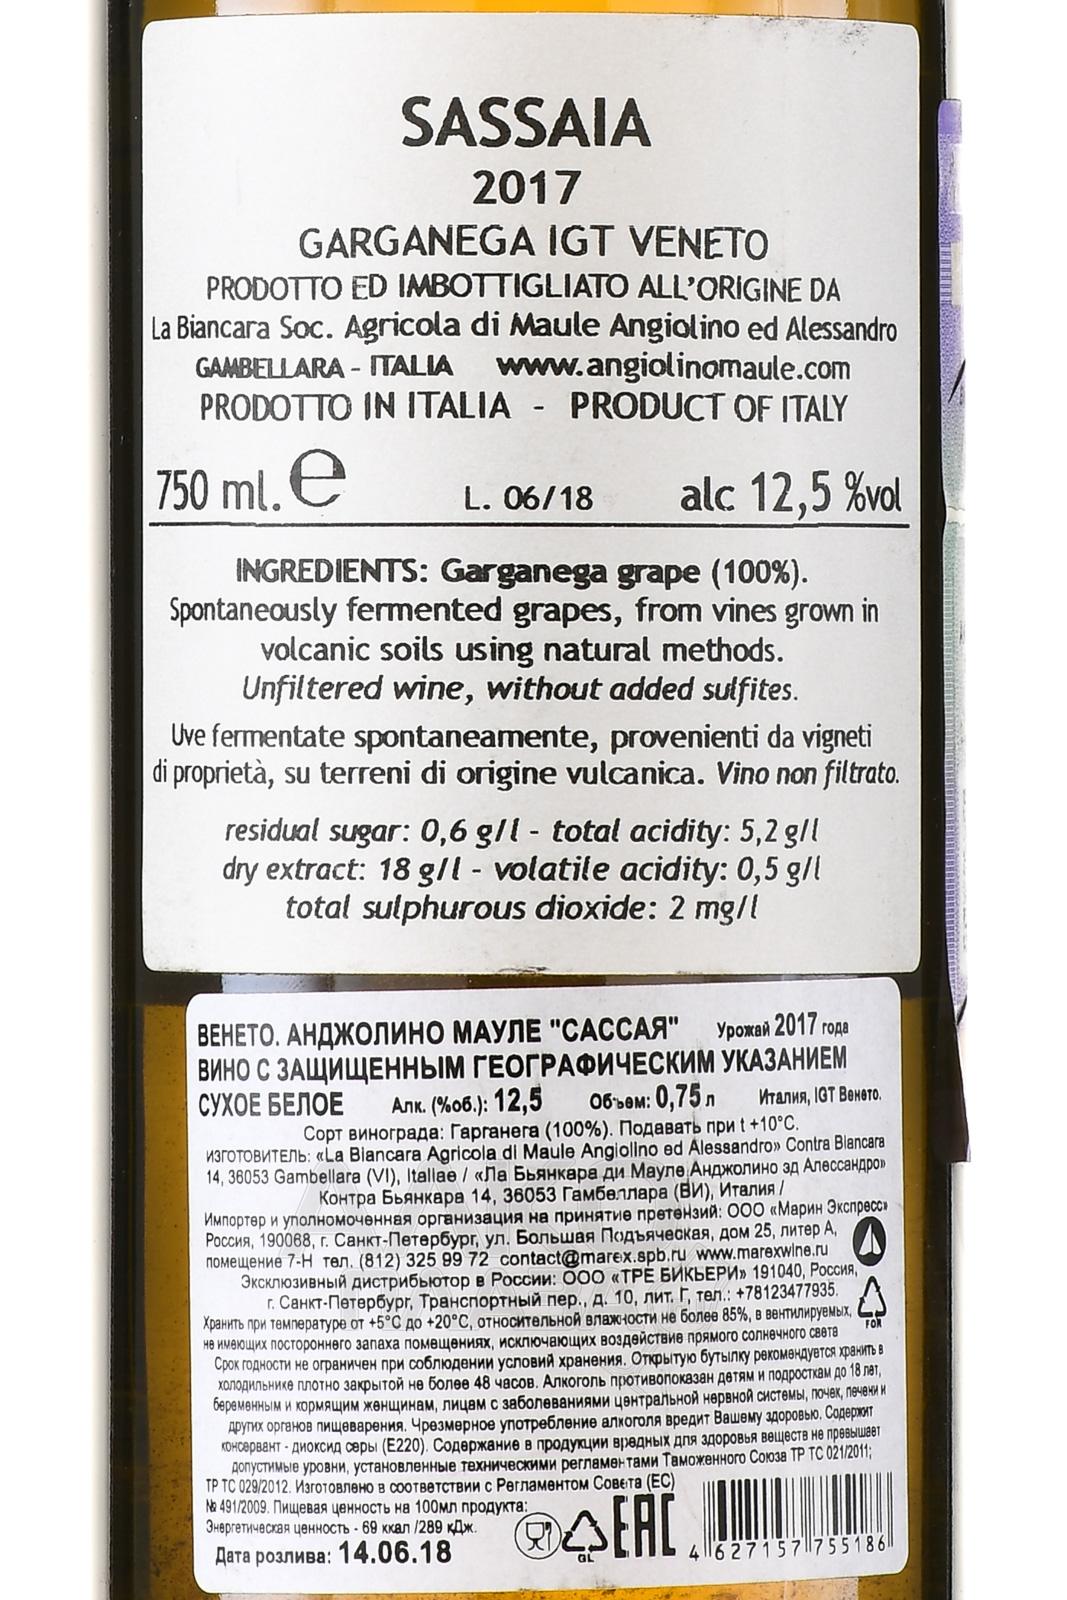 SASSAIA
2017
GARGANEGA IGT VENETO
PRODOTTO ED IMBOTTIGLIATO ALL'ORIGINE DA
La Biancara Soc. Agricola di Maule Angiolino ed Alessandro
GAMBELLARA - ITALIA www.angiolinomaule.com
PRODOTTO IN ITALIA - PRODUCT OF ITALY
750 ml. e L. 06/18 alc 12,5 %vol
INGREDIENTS: Garganega grape (100%).
Spontaneously fermented grapes, from vines grown in
volcanic soils using natural methods.
Unfiltered wine, without added sulfites.
Uve fermentate spontaneamente, provenienti da vigneti
di proprietà, su terreni di origine vulcanica. Vino non filtrato.
residual sugar: 0,6 g/l - total acidity: 5,2 g/l
dry extract: 18 g/l - volatile acidity: 0,5 g/l
total sulphurous dioxide: 2 mg/l
ВЕНЕТО. АНДЖОЛИНО МАУЛЕ "САССАЯ" Урожай 2017 года
ВИНО С ЗАЩИЩЕННЫМ ГЕОГРАФИЧЕСКИМ УКАЗАНИЕМ
СУХОЕ БЕЛОЕ Алк. (%об.): 12,5 Объем: 0,75 л Италия, IGT Венето.
Сорт винограда: Гарганега (100%). Подавать при t +10°C.
ИЗГОТОВИТЕЛЬ: «La Biancara Agricola di Maule Angiolino ed Alessandro» Contra Biancara
14, 36053 Gambellara (VI), Italiae / «Ла Бьянкара ди Мауле Анджолино эд Алессандро»
Контра Бьянкара 14, 36053 Гамбеллара (ВИ), Италия /
Импортер и уполномоченная организация на принятие претензий: ООО «Марин Экспресс»
Россия, 190068, г. Санкт-Петербург, ул. Большая Подъяческая, дом 25, литер А,
помещение 7-Н тел. (812) 325 99 72 contact@marex.spb.ru www.marexwine.ru
Эксклюзивный дистрибьютор в России: ООО «ТРЕ БИКЬЕРИ» 191040, Россия,
г. Санкт-Петербург, Транспортный пер., д. 10, лит. Г, тел.: +78123477935.
FOR
Хранить при температуре от +5°C до +20°C, относительной влажности не более 85%, в вентилируемых,
не имеющих постороннего запаха помещениях, исключающих воздействие прямого солнечного света
Срок годности не ограничен при соблюдении условий хранения. Открытую бутылку рекомендуется хранить в
холодильнике плотно закрытой не более 48 часов. Алкоголь противопоказан детям и подросткам до 18 лет,
беременным и кормящим женщинам, лицам с заболеваниями центральной нервной системы, почек, печени и
других органов пищеварения. Чрезмерное употребление алкоголя вредит Вашему здоровью. Содержит
консервант - диоксид серы (Е220). Содержание в продукции вредных для здоровья веществ не превышает
допустимые уровни, установленные техническими регламентами Таможенного Союза ТР ТС 021/2011;
ТР ТС 029/2012. Изготовлено в соответствии с Регламентом Совета (ЕС)
№ 491/2009. Пищевая ценность на 100мл продукта:
Энергетическая ценность - 69 ккал /289 кДж.
Дата розлива: 14.06.18
GL
EAC
4 627157 755186